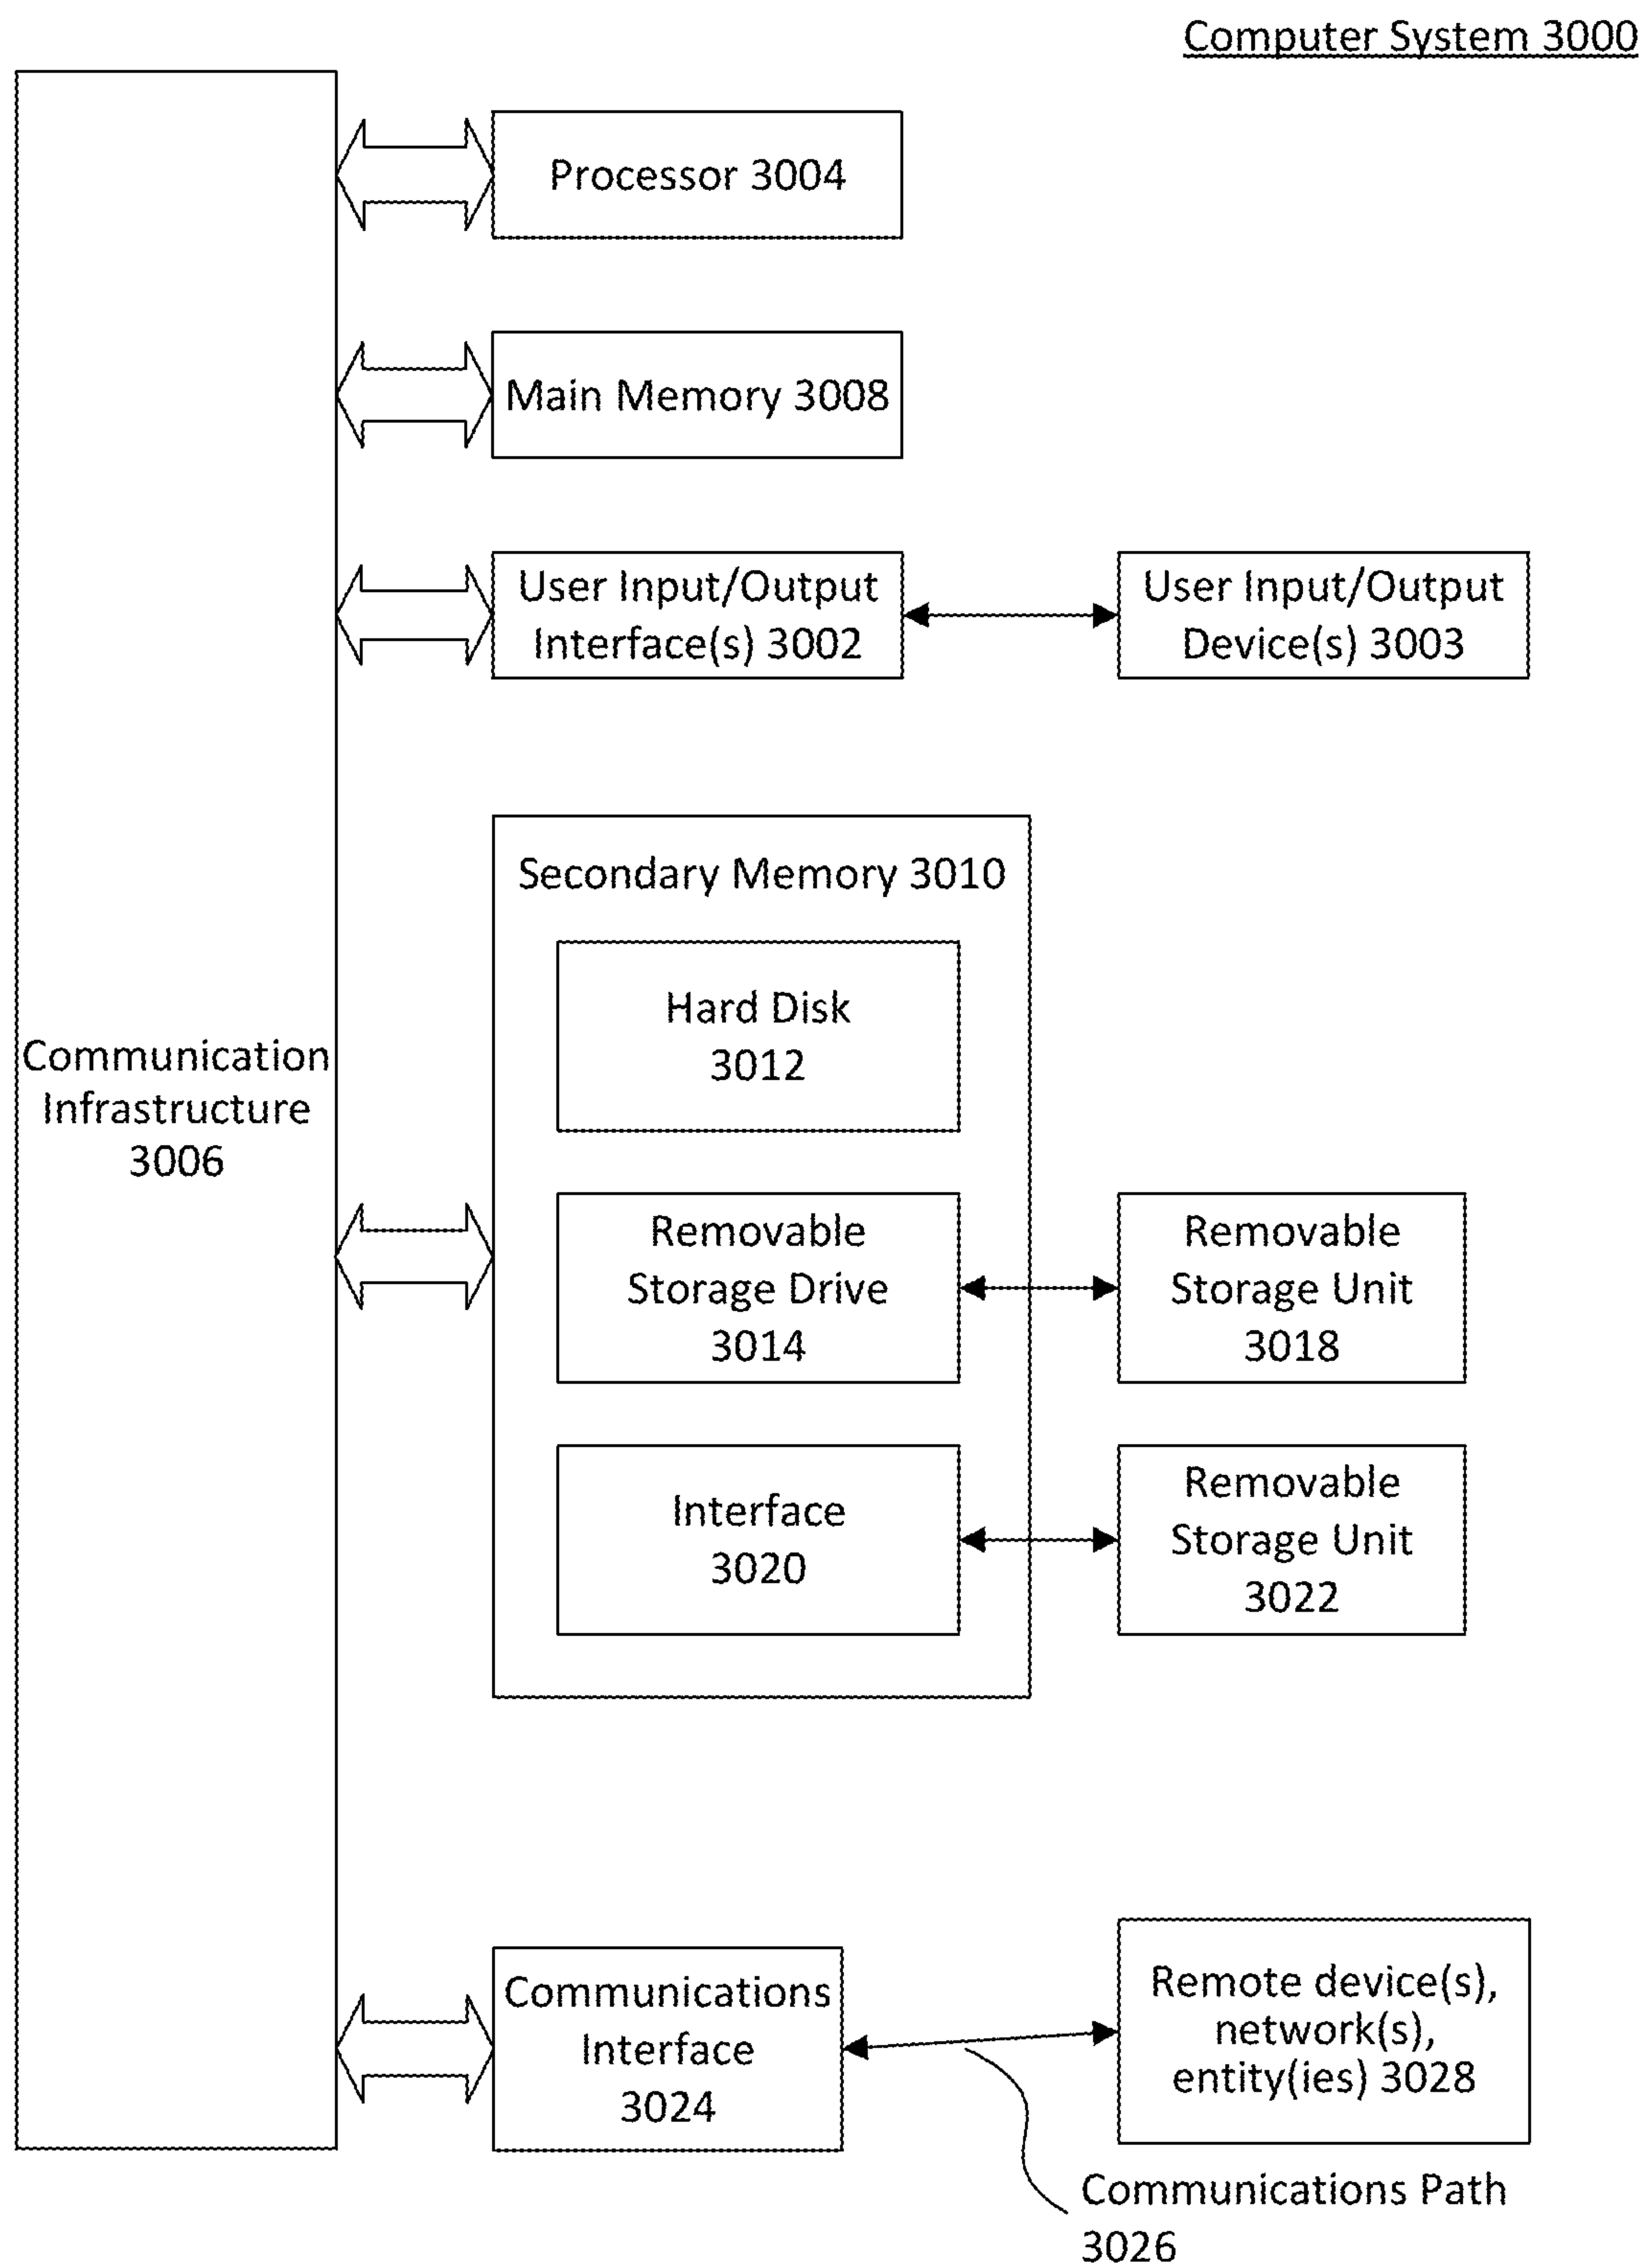 Computer System 3000
Processor 3004
Main Memory 3008
User Input/Output
Interface(s) 3002
User Input/Output
Device(s) 3003
Communication
Infrastructure
3006
Secondary Memory 3010
Hard Disk
3012
Removable
Storage Drive
3014
Removable
Storage Unit
3018
Interface
3020
Removable
Storage Unit
3022
Communications
Interface
3024
Remote device(s),
network(s),
entity(ies) 3028
Communications Path
3026